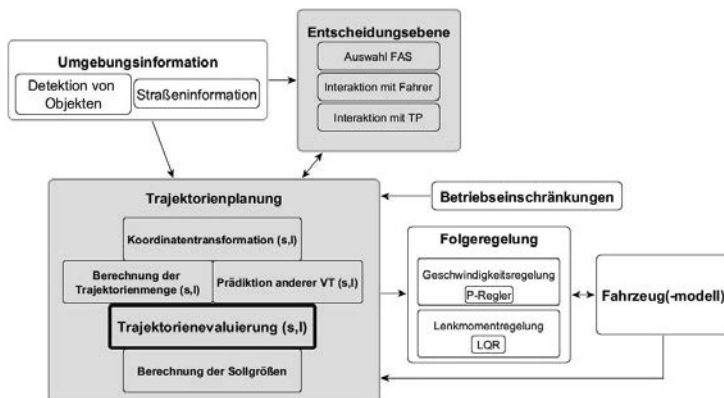 Entscheidungsebene
Auswahl FAS
Interaktion mit Fahrer
Interaktion mit TP
Umgebungsinformation
Detektion von
Objekten
Straßeninformation
Trajektorienplanung
Koordinatentransformation (s,l)
Berechnung der
Trajektorienmenge (s,l)
Prädiktion anderer VT (s,l)
Trajektorienevaluierung (s,l)
Berechnung der Sollgrößen
Betriebseinschränkungen
Folgeregelung
Geschwindigkeitsregelung
P-Regler
Lenkmomentregelung
LQR
Fahrzeug(-modell)